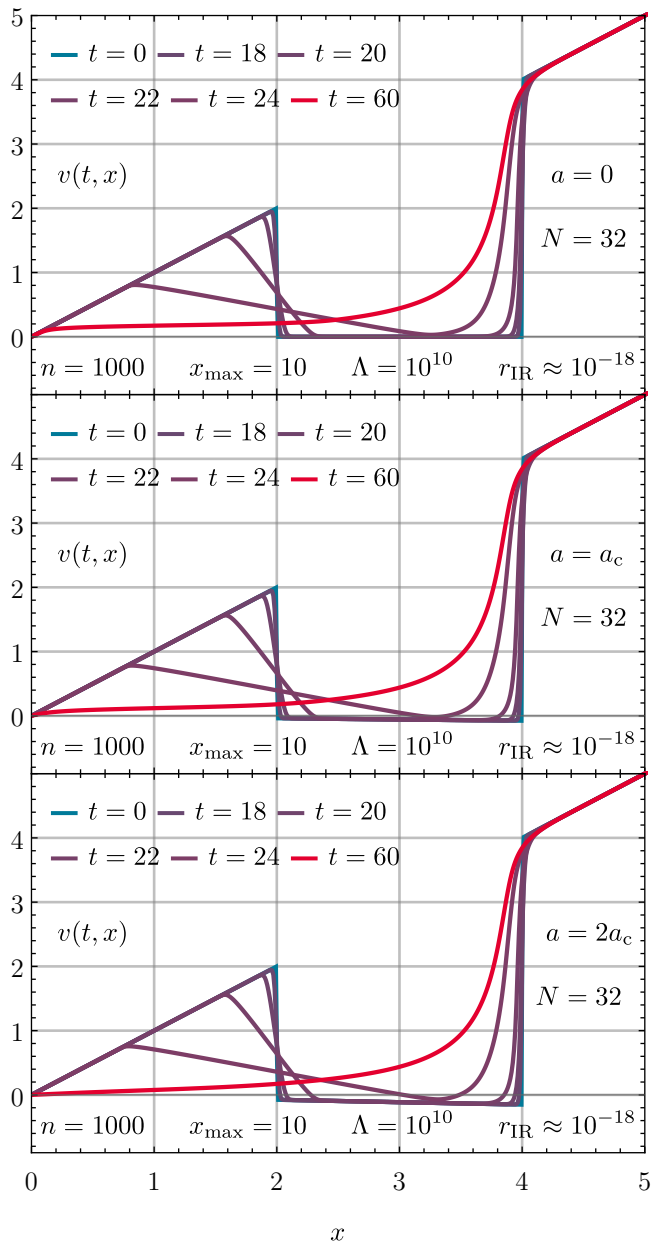 5
t = 0 t = 18 t = 20
4
t = 22 t = 24 t = 60
3
v(t, x) a = 0
2
N = 32
1
0
n = 1000 x_max = 10 Λ = 10^10 r_IR ≈ 10^−18
t = 0 t = 18 t = 20
4
t = 22 t = 24 t = 60
3
v(t, x) a = a_c
2
N = 32
1
0
n = 1000 x_max = 10 Λ = 10^10 r_IR ≈ 10^−18
t = 0 t = 18 t = 20
4
t = 22 t = 24 t = 60
3
v(t, x) a = 2a_c
2
N = 32
1
0
n = 1000 x_max = 10 Λ = 10^10 r_IR ≈ 10^−18
0 1 2 3 4 5
x